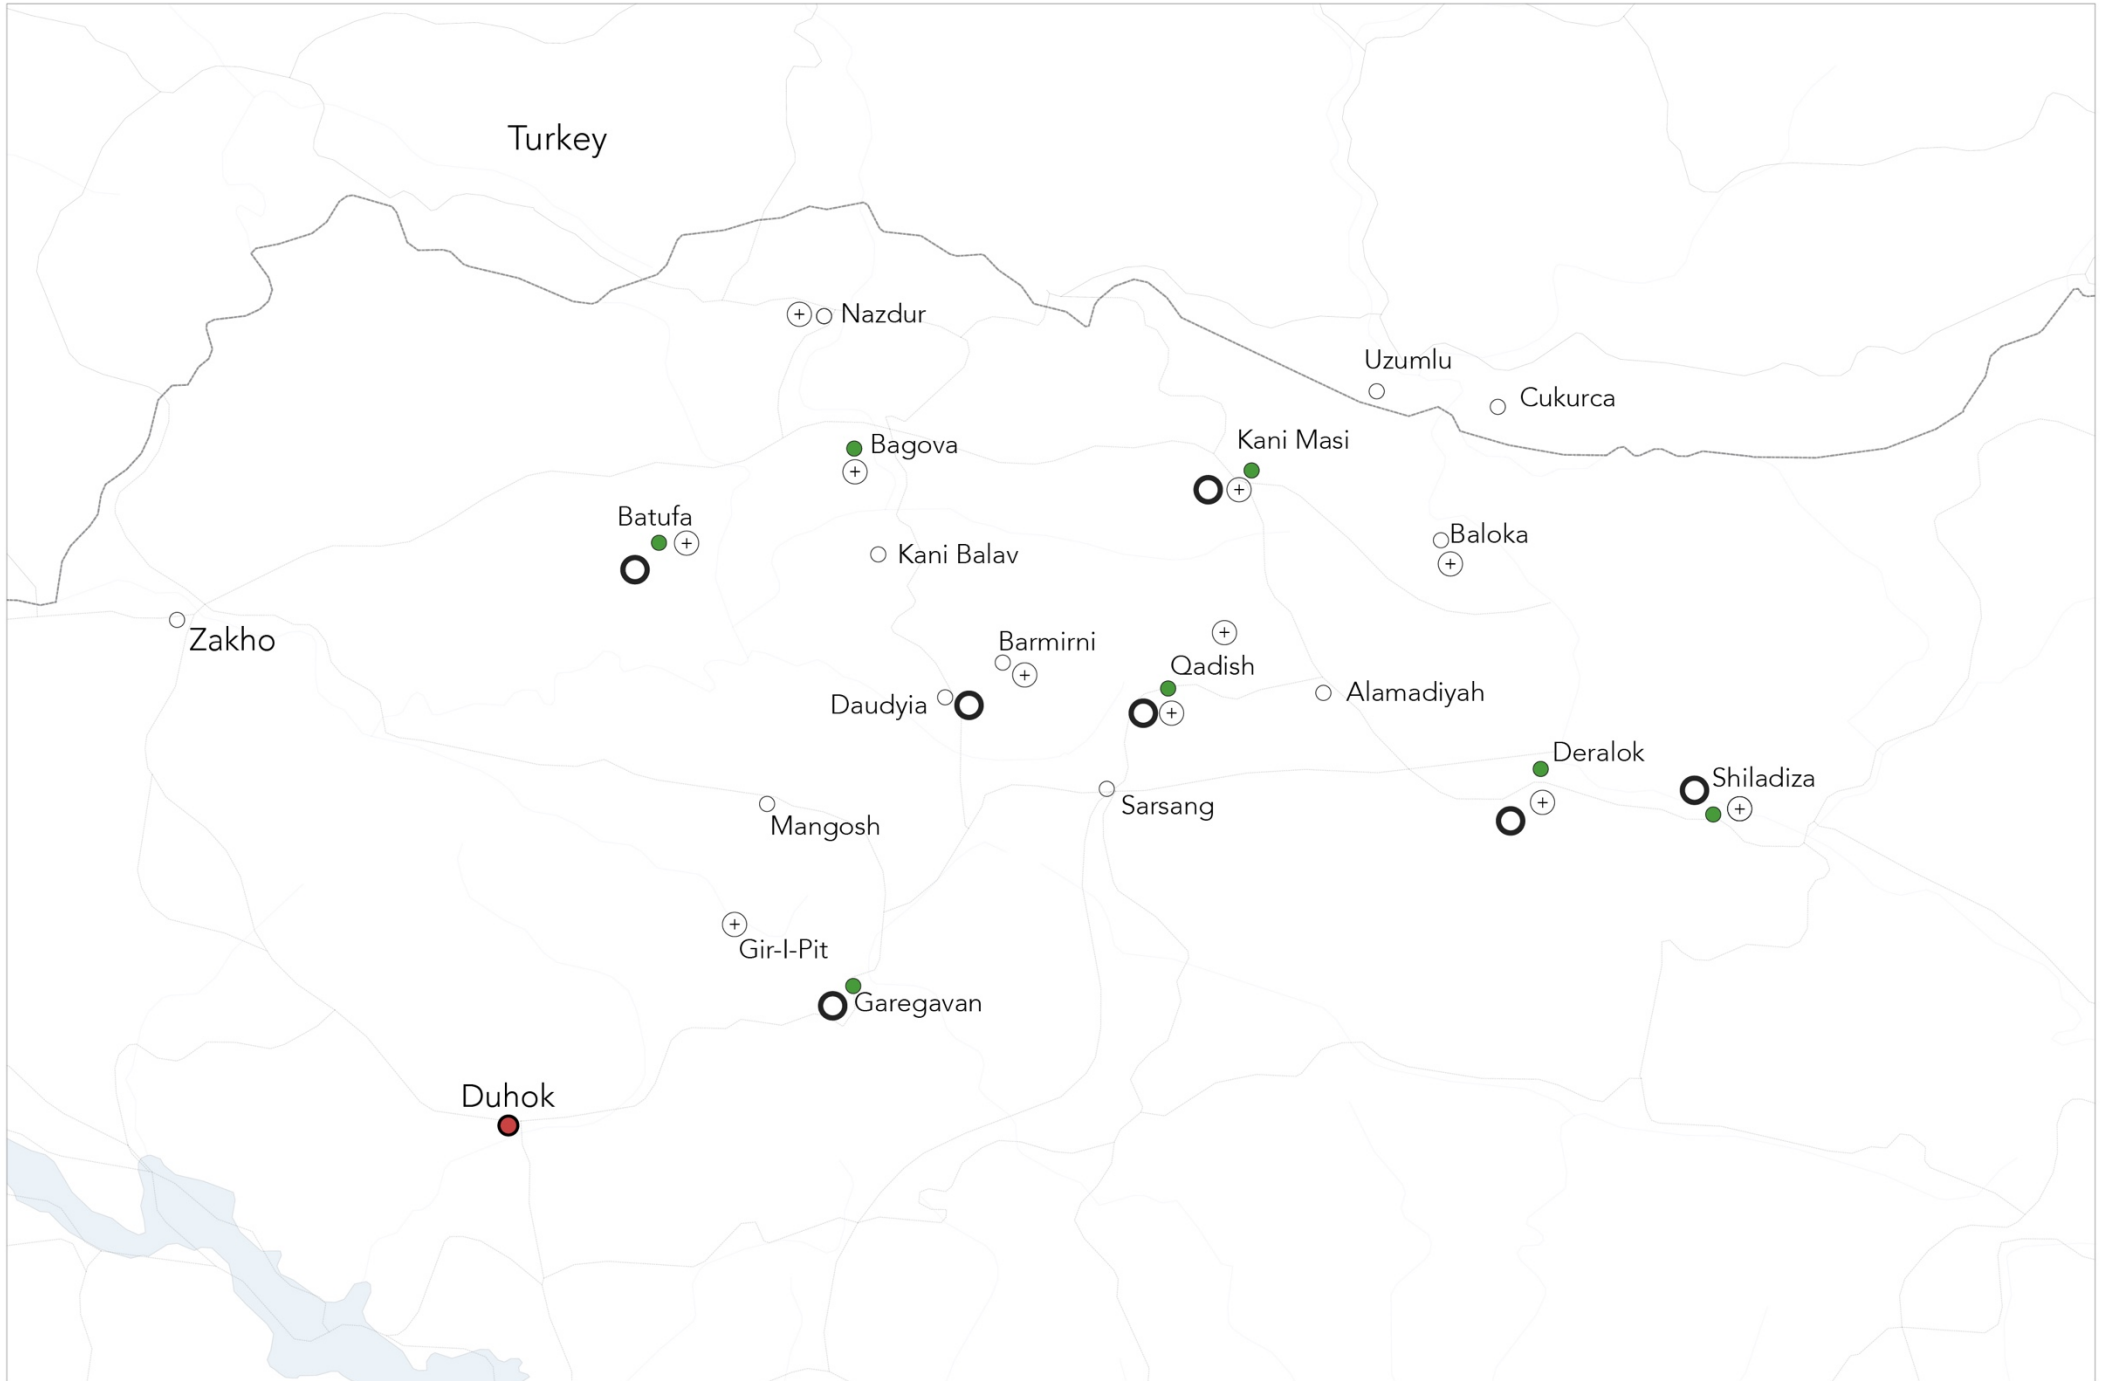 Turkey
Nazdur
Uzumlu
Cukurca
Kani Masi
Bagova
Batufa
Baloka
Kani Balav
Zakho
Barmirni
Qadish
Daudyia
Alamadiyah
Deralok
Shiladiza
Sarsang
Mangosh
Gir-I-Pit
Garegavan
Duhok